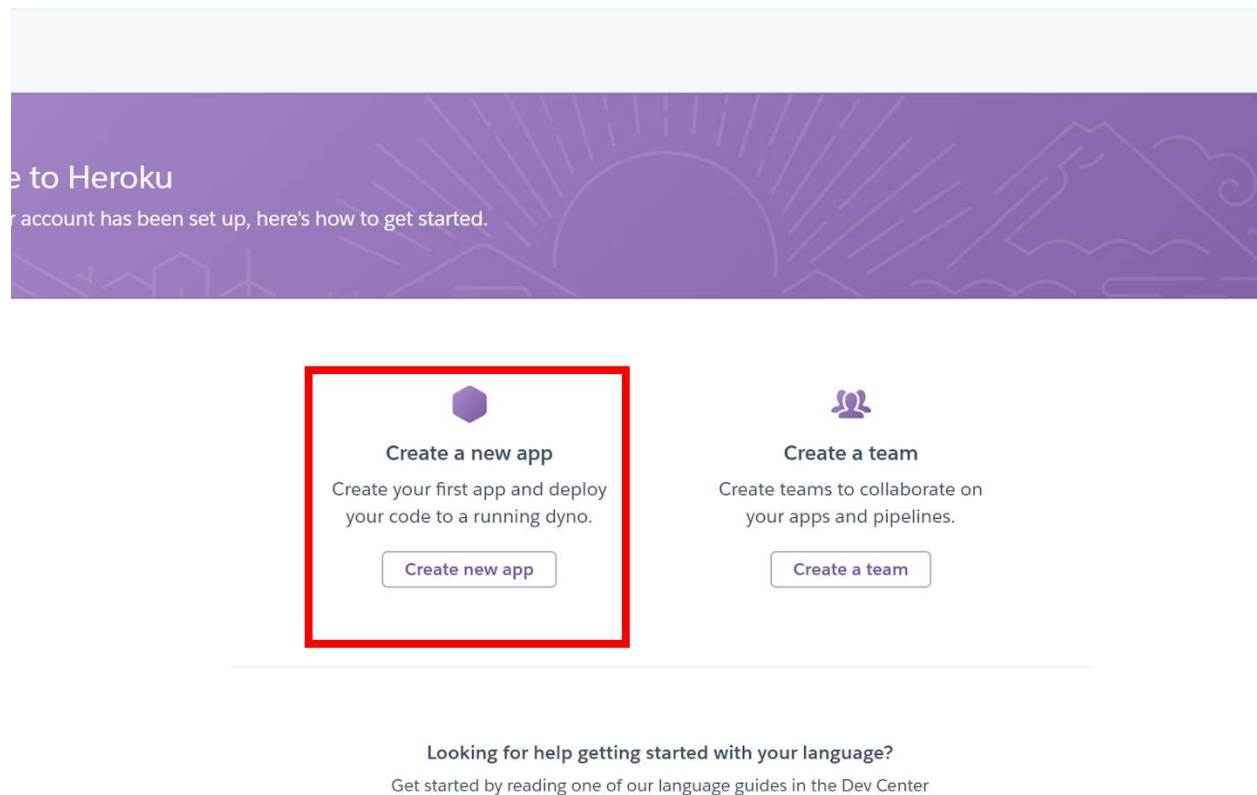 e to Heroku
r account has been set up, here's how to get started.
Create a new app
Create your first app and deploy
your code to a running dyno.
Create new app
Create a team
Create teams to collaborate on
your apps and pipelines.
Create a team
Looking for help getting started with your language?
Get started by reading one of our language guides in the Dev Center